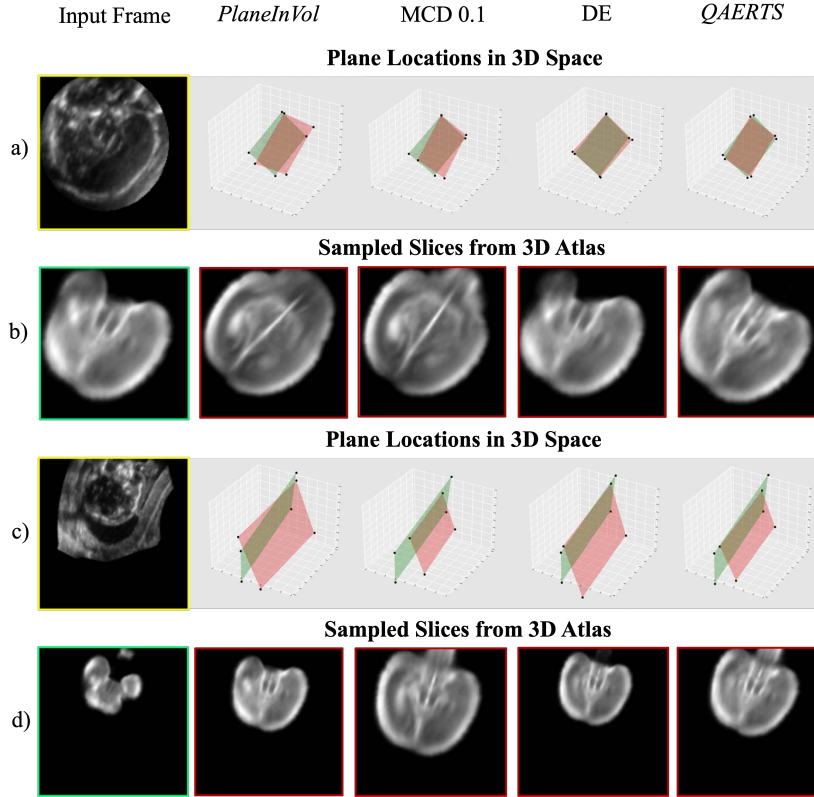 Input Frame PlaneInVol MCD 0.1 DE QAERTS
Plane Locations in 3D Space
a)
Sampled Slices from 3D Atlas
b)
Plane Locations in 3D Space
c)
Sampled Slices from 3D Atlas
d)